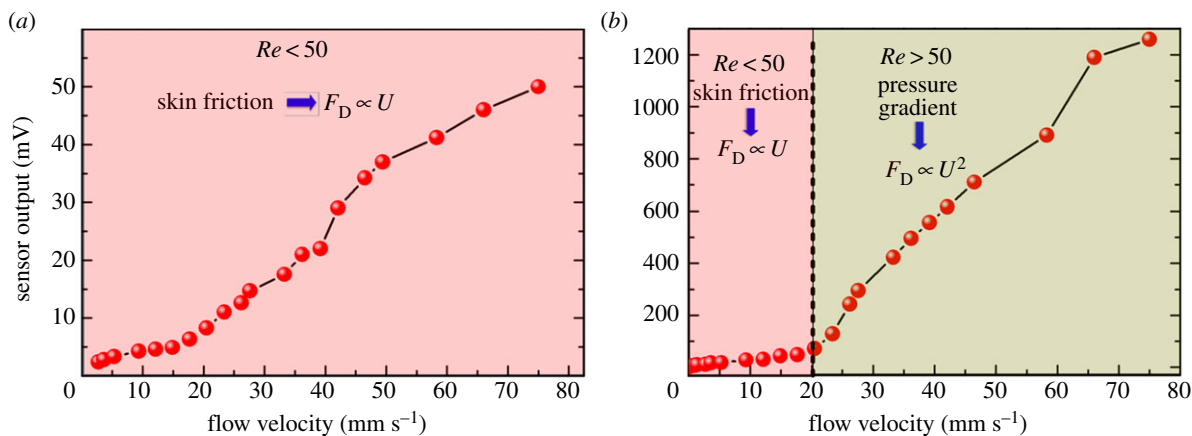 (a)
Re < 50
skin friction F_D ∝ U
sensor output (mV)
50
40
30
20
10
0 5 10 20 30 40 50 60 70 80
flow velocity (mm s⁻¹)
(b)
Re < 50
skin friction
F_D ∝ U
Re > 50
pressure
gradient
F_D ∝ U²
1200
1000
800
600
400
200
0 10 20 30 40 50 60 70 80
flow velocity (mm s⁻¹)